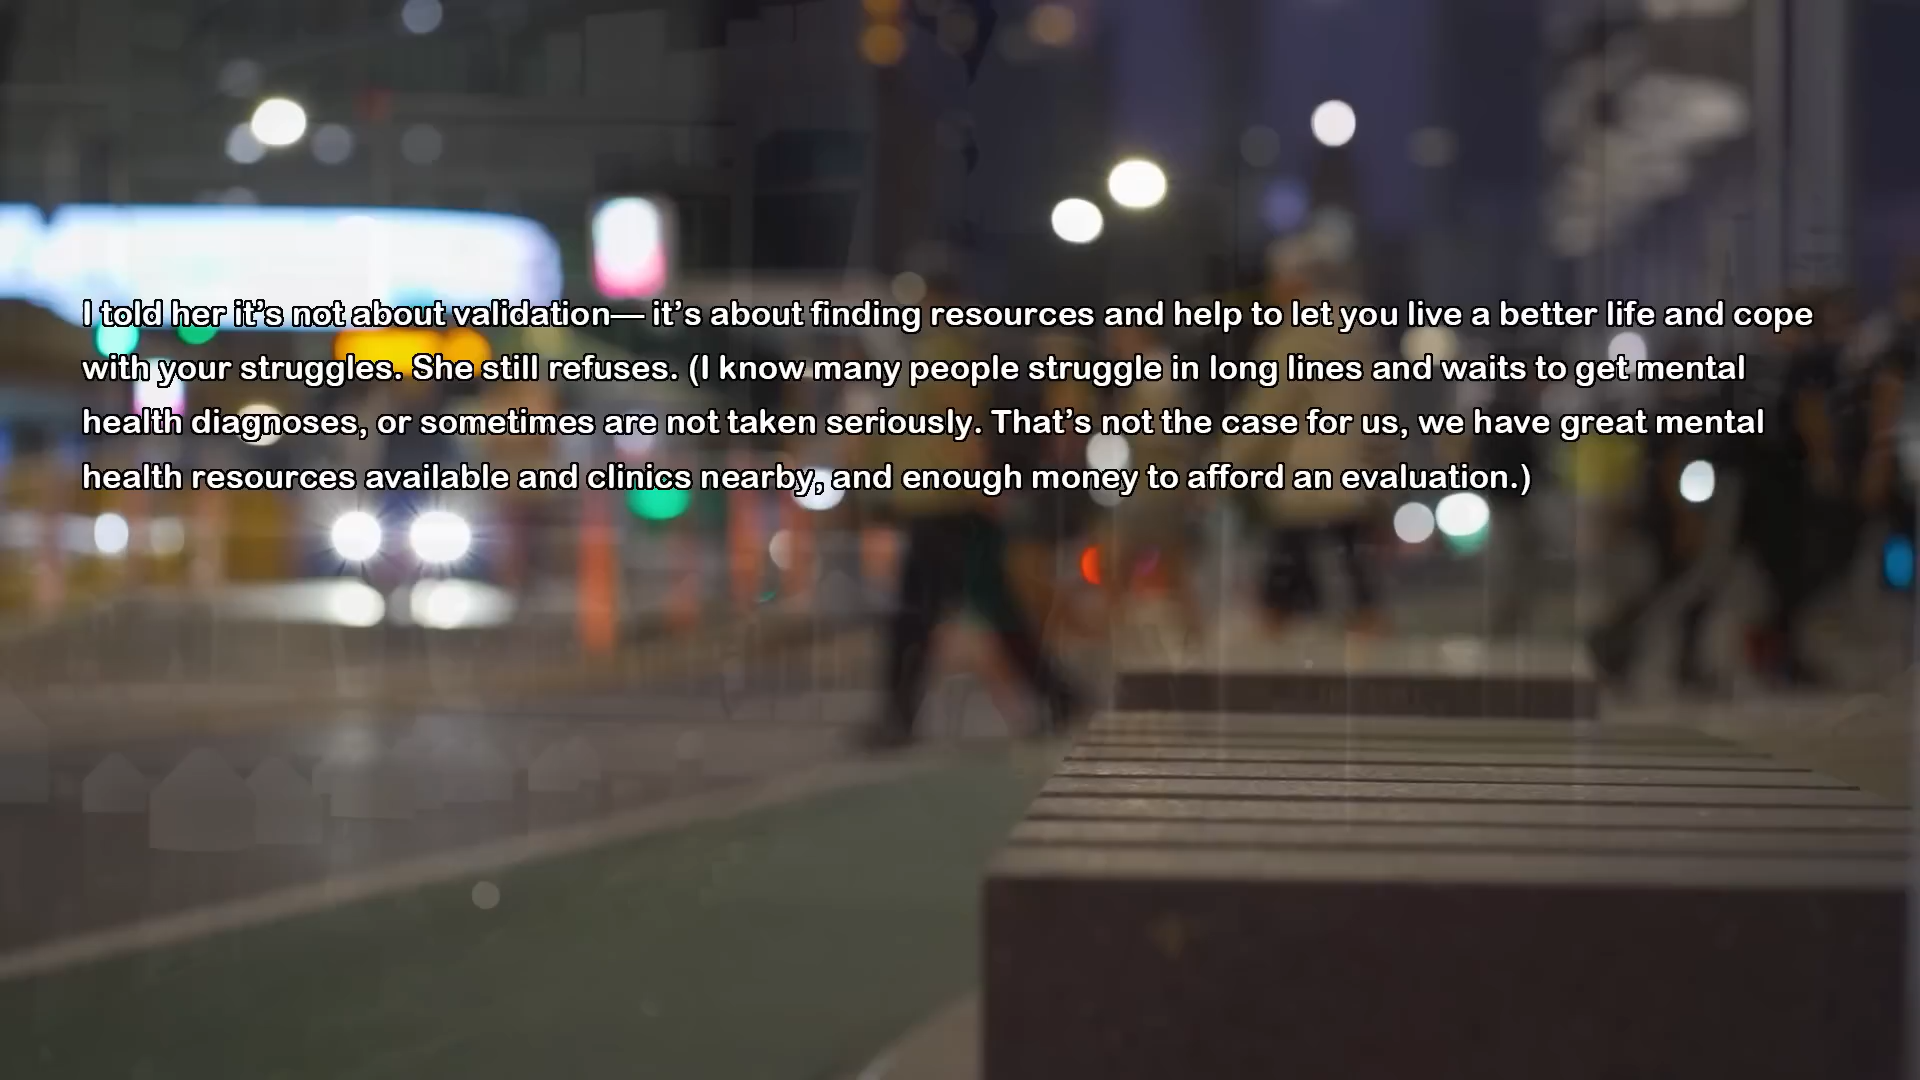 I told her it’s not about validation— it’s about finding resources and help to let you live a better life and cope
with your struggles. She still refuses. (I know many people struggle in long lines and waits to get mental
health diagnoses, or sometimes are not taken seriously. That’s not the case for us, we have great mental
health resources available and clinics nearby, and enough money to afford an evaluation.)